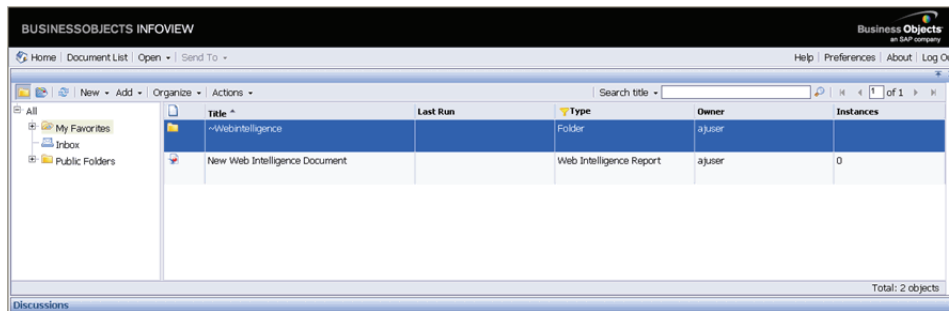 BUSINESSOBJECTS INFOVIEW
Business Objects
an SAP company
Home Document List Open Send To Help Preferences About Log O
New Add Organize Actions Search title 1 of 1
All Title Last Run Type Owner Instances
My Favorites ~Webintelligence Folder ajuser
Inbox
Public Folders New Web Intelligence Document Web Intelligence Report ajuser 0
Total: 2 objects
Discussions